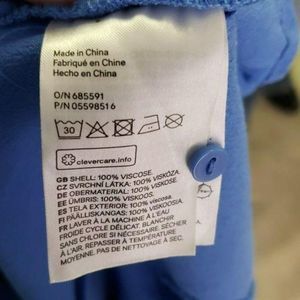 Made in China
Fabriqué en Chine
Hecho en China
O/N 685591
P/N 05598516
30
clevercare.info
GB SHELL: 100% VISCOSE.
CZ SVRCHNÍ LÁTKA: 100% VISKÓZA.
DE OBERMATERIAL: 100% VISKOSE.
EE ÜMBRIS: 100% VISKOOS.
ES TELA EXTERIOR: 100% viscosa.
FI PÄÄLLISKANGAS: 100% VISKOOSIA.
FR LAVER À LA MACHINE À L'EAU
FROIDE CYCLE DÉLICAT. BLANCHIR
SANS CHLORE SI NÉCESSAIRE SÉCHER
À L'AIR. REPASSER À TEMPÉRATURE
MOYENNE. PAS DE NETTOYAGE À SEC.